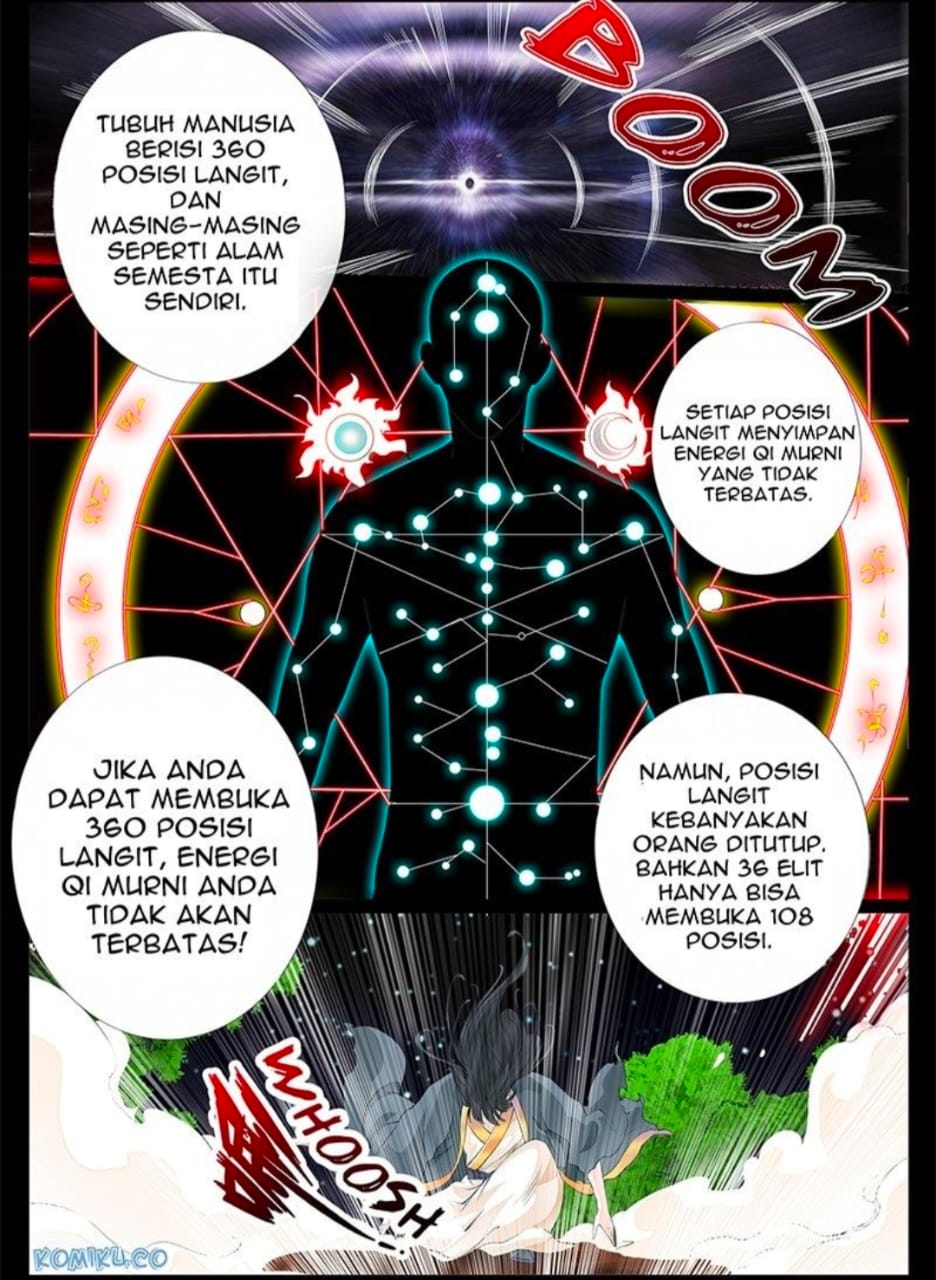 BOOM
TUBUH MANUSIA
BERISI 360
POSISI LANGIT,
DAN
MASING-MASING
SEPERTI ALAM
SEMESTA ITU
SENDIRI.
SETIAP POSISI
LANGIT MENYIMPAN
ENERGI QI MURNI
YANG TIDAK
TERBATAS.
JIKA ANDA
DAPAT MEMBUKA
360 POSISI
LANGIT, ENERGI
QI MURNI ANDA
TIDAK AKAN
TERBATAS!
NAMUN, POSISI
LANGIT
KEBANYAKAN
ORANG DITUTUP.
BAHKAN 36 ELIT
HANYA BISA
MEMBUKA 108
POSISI.
WHOOSH
KOMIKU.CO